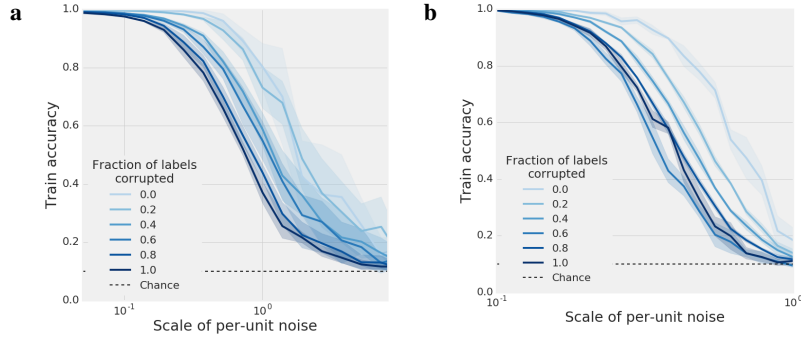 a
1.0
0.8
0.6
0.4
0.2
0.0
Train accuracy
Fraction of labels
corrupted
0.0
0.2
0.4
0.6
0.8
1.0
Chance
10⁻¹
10⁰
Scale of per-unit noise
b
1.0
0.8
0.6
0.4
0.2
0.0
Train accuracy
Fraction of labels
corrupted
0.0
0.2
0.4
0.6
0.8
1.0
Chance
10⁻¹
10⁰
Scale of per-unit noise